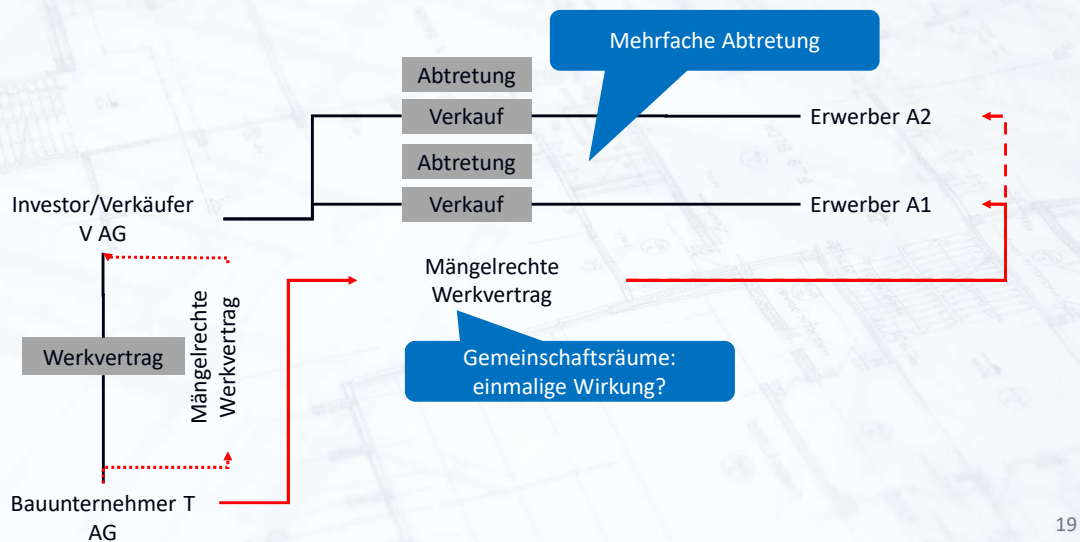 Mehrfache Abtretung
Abtretung
Verkauf
Erwerber A2
Abtretung
Verkauf
Erwerber A1
Investor/Verkäufer
V AG
Mängelrechte
Werkvertrag
Werkvertrag
Mängelrechte
Werkvertrag
Gemeinschaftsräume:
einmalige Wirkung?
Bauunternehmer T
AG
19